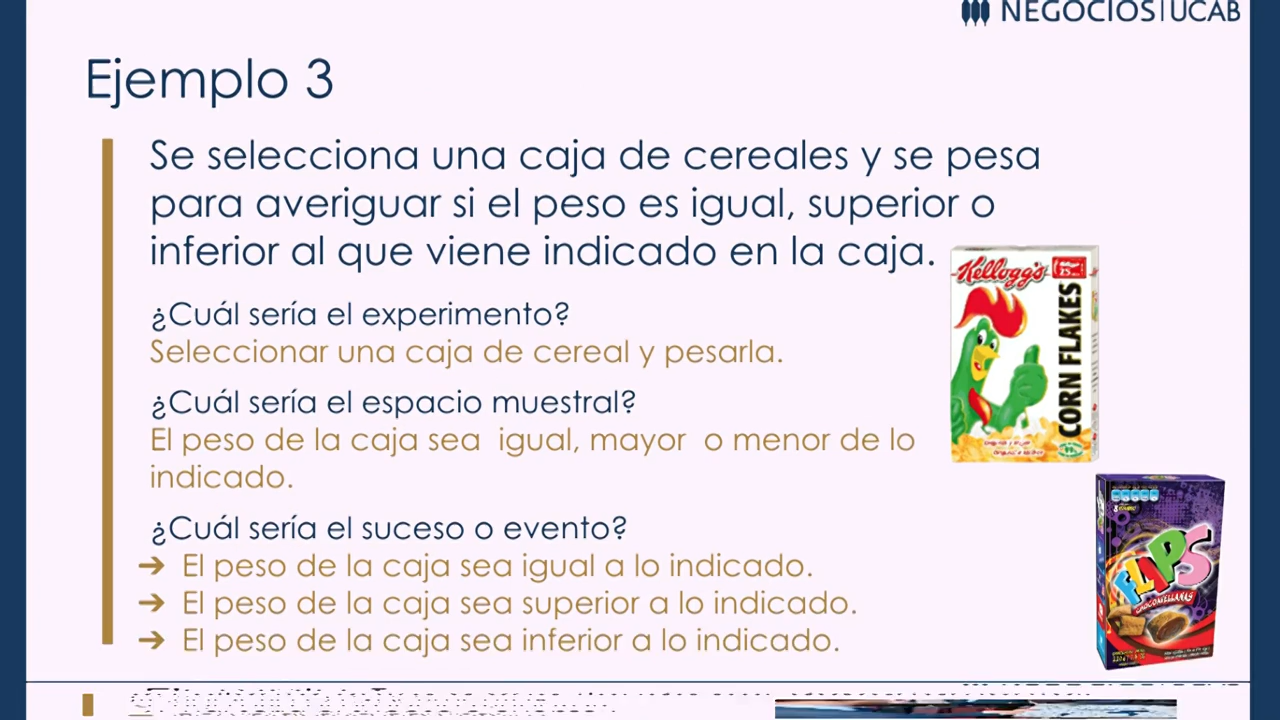 NEGOCIOS|UCAB
Ejemplo 3
Se selecciona una caja de cereales y se pesa
para averiguar si el peso es igual, superior o
inferior al que viene indicado en la caja.
¿Cuál sería el experimento?
Seleccionar una caja de cereal y pesarla.
¿Cuál sería el espacio muestral?
El peso de la caja sea igual, mayor o menor de lo
indicado.
¿Cuál sería el suceso o evento?
➔ El peso de la caja sea igual a lo indicado.
➔ El peso de la caja sea superior a lo indicado.
➔ El peso de la caja sea inferior a lo indicado.
Kellogg's
CORN FLAKES
FLIPS
CHOCOAVELLANAS